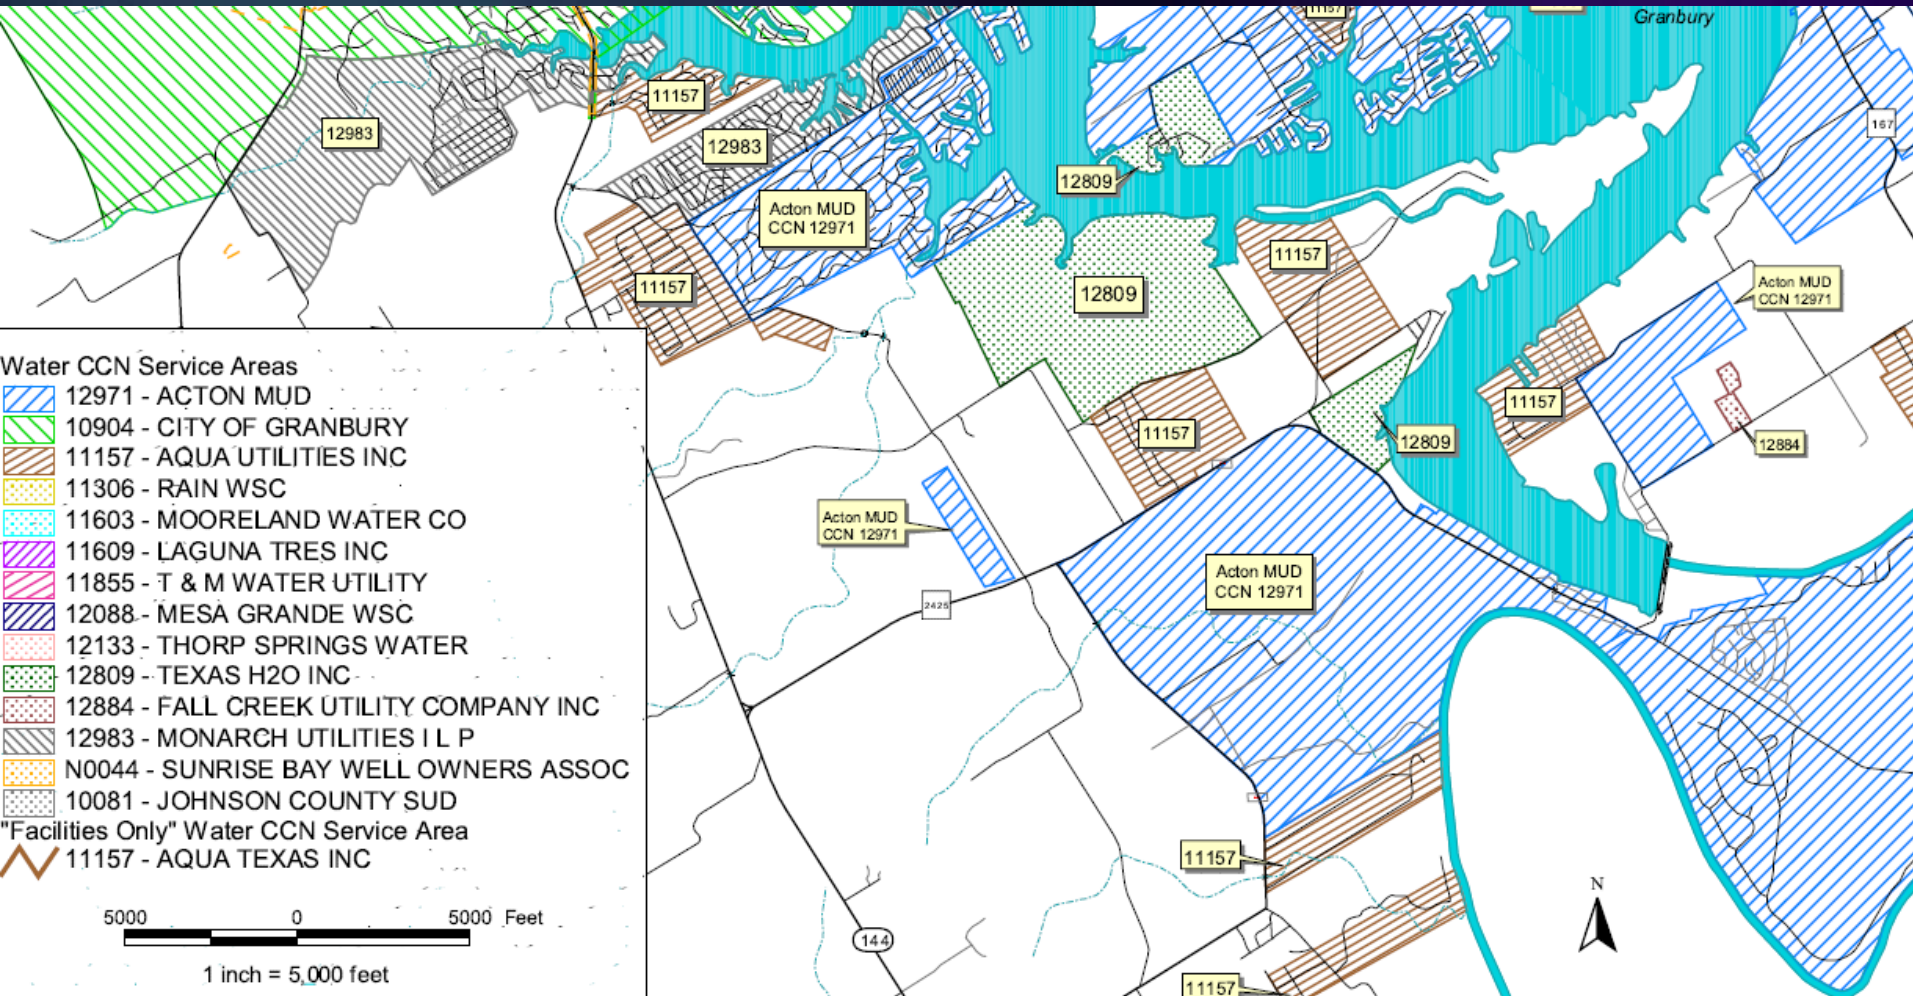 11157
Granbury
11157
167
12983
12983
12809
Acton MUD
CCN 12971
11157
11157
12809
Acton MUD
CCN 12971
11157
11157
12809
12884
Acton MUD
CCN 12971
Acton MUD
CCN 12971
2425
11157
144
11157
N
Water CCN Service Areas
12971 - ACTON MUD
10904 - CITY OF GRANBURY
11157 - AQUA UTILITIES INC
11306 - RAIN WSC
11603 - MOORELAND WATER CO
11609 - LAGUNA TRES INC
11855 - T & M WATER UTILITY
12088 - MESA GRANDE WSC
12133 - THORP SPRINGS WATER
12809 - TEXAS H2O INC
12884 - FALL CREEK UTILITY COMPANY INC
12983 - MONARCH UTILITIES I L P
N0044 - SUNRISE BAY WELL OWNERS ASSOC
10081 - JOHNSON COUNTY SUD
"Facilities Only" Water CCN Service Area
11157 - AQUA TEXAS INC
5000 0 5000 Feet
1 inch = 5,000 feet